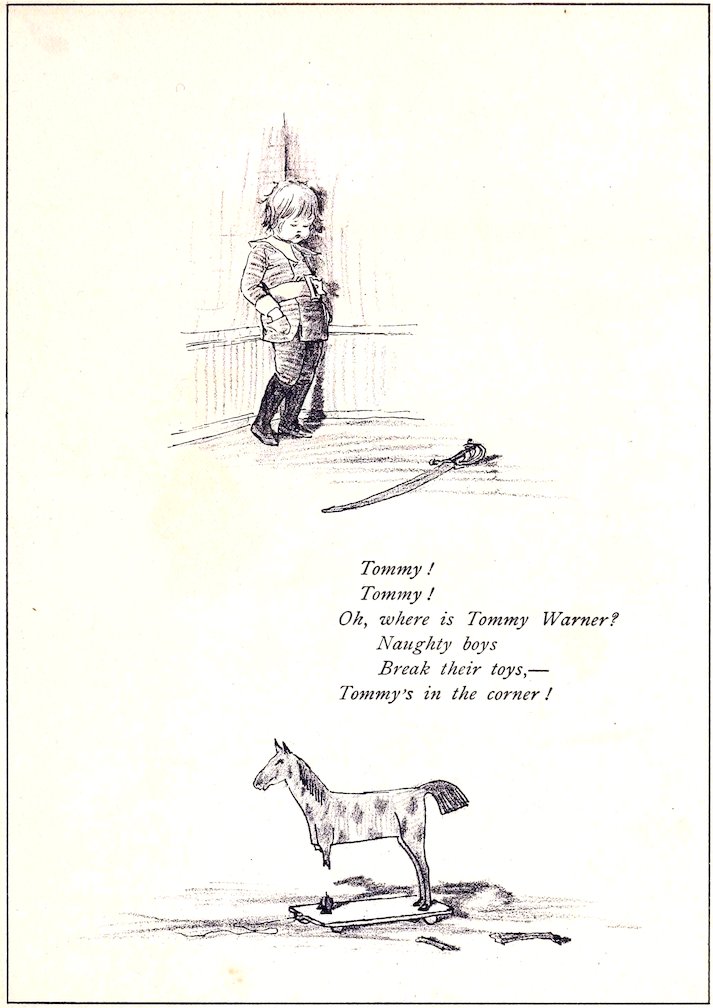 Tommy!
Tommy!
Oh, where is Tommy Warner?
Naughty boys
Break their toys,—
Tommy's in the corner!